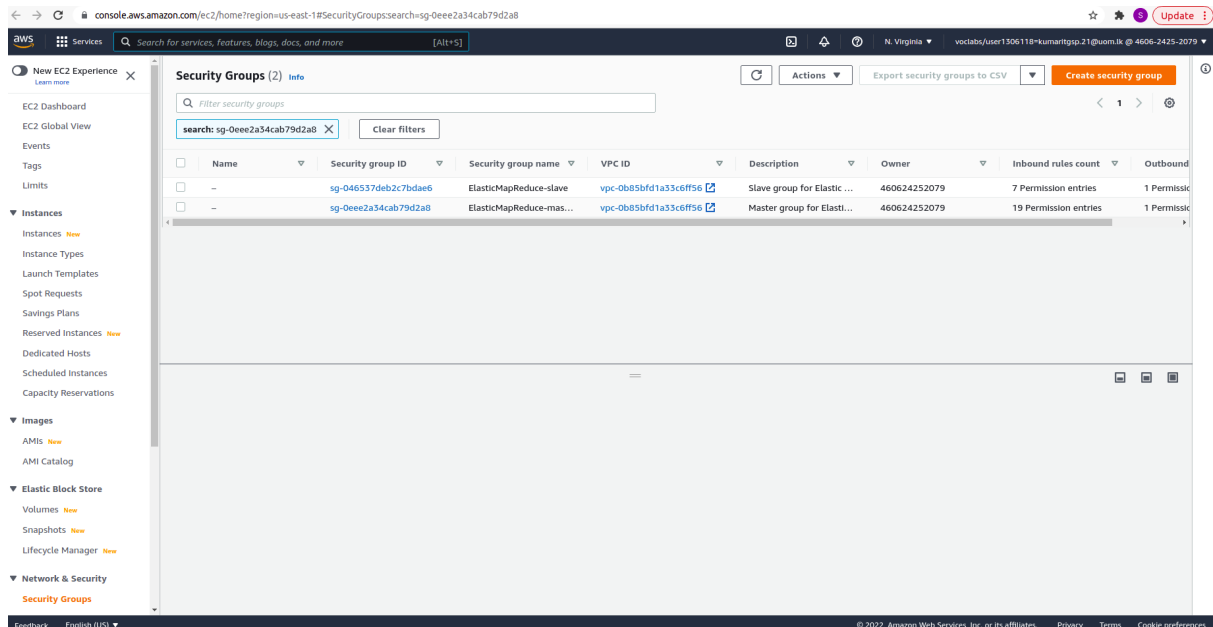 console.aws.amazon.com/ec2/home?region=us-east-1#SecurityGroups:search=sg-0eee2a34cab79d2a8
S
Update
aws
Services
Search for services, features, blogs, docs, and more
[Alt+S]
N. Virginia ▼
voclabs/user1306118=kumaritgsp.21@uom.lk @ 4606-2425-2079 ▼
New EC2 Experience
Learn more
EC2 Dashboard
EC2 Global View
Events
Tags
Limits
▼ Instances
Instances New
Instance Types
Launch Templates
Spot Requests
Savings Plans
Reserved Instances New
Dedicated Hosts
Scheduled Instances
Capacity Reservations
▼ Images
AMIs New
AMI Catalog
▼ Elastic Block Store
Volumes New
Snapshots New
Lifecycle Manager New
▼ Network & Security
Security Groups
Security Groups (2) Info
Actions ▼
Export security groups to CSV ▼
Create security group
Filter security groups
< 1 >
search: sg-0eee2a34cab79d2a8
Clear filters
Name Security group ID Security group name VPC ID Description Owner Inbound rules count Outbound
– sg-046537deb2c7bdae6 ElasticMapReduce-slave vpc-0b85bfd1a33c6ff56 Slave group for Elastic ... 460624252079 7 Permission entries 1 Permissic
– sg-0eee2a34cab79d2a8 ElasticMapReduce-mas... vpc-0b85bfd1a33c6ff56 Master group for Elasti... 460624252079 19 Permission entries 1 Permissic
Feedback English (US) ▼ © 2022, Amazon Web Services, Inc. or its affiliates. Privacy Terms Cookie preferences